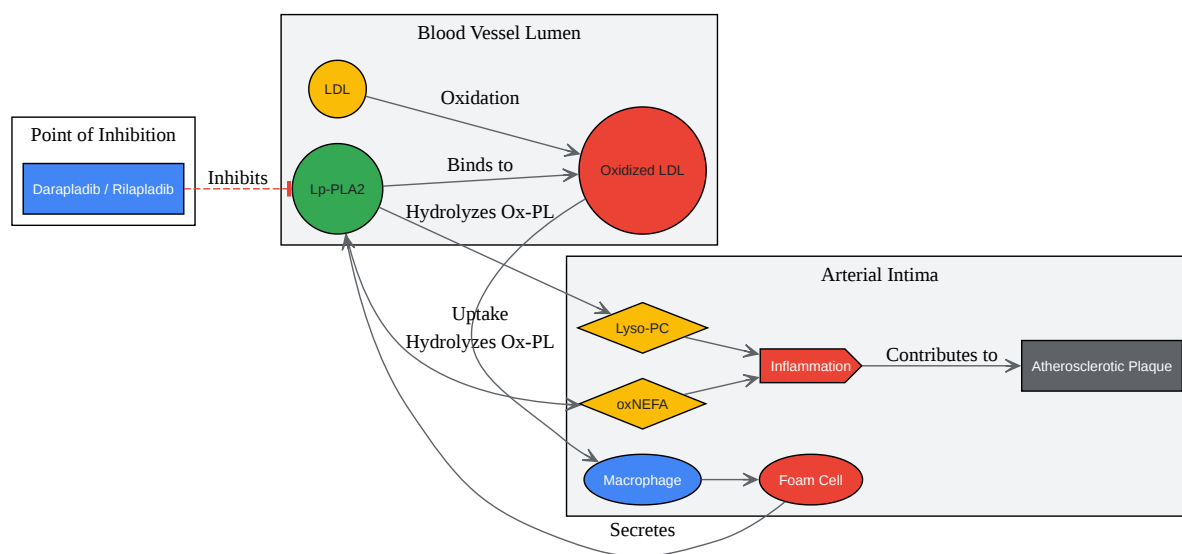 Blood Vessel Lumen
LDL
Oxidation
Point of Inhibition
Darapladib / Rilapladib
Inhibits
Lp-PLA2
Binds to
Oxidized LDL
Hydrolyzes Ox-PL
Arterial Intima
Uptake
Hydrolyzes Ox-PL
Lyso-PC
Inflammation
Contributes to
Atherosclerotic Plaque
oxNEFA
Macrophage
Foam Cell
Secretes